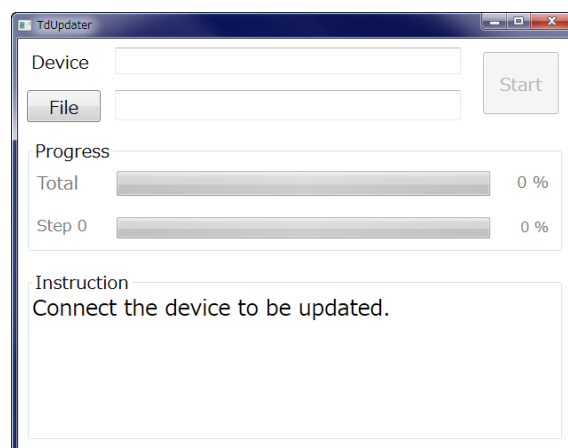 TdUpdater
Device
Start
File
Progress
Total 0 %
Step 0 0 %
Instruction
Connect the device to be updated.